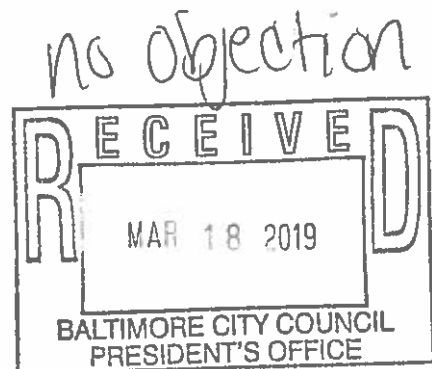 no objection
RECEIVED
MAR 18 2019
BALTIMORE CITY COUNCIL
PRESIDENT'S OFFICE